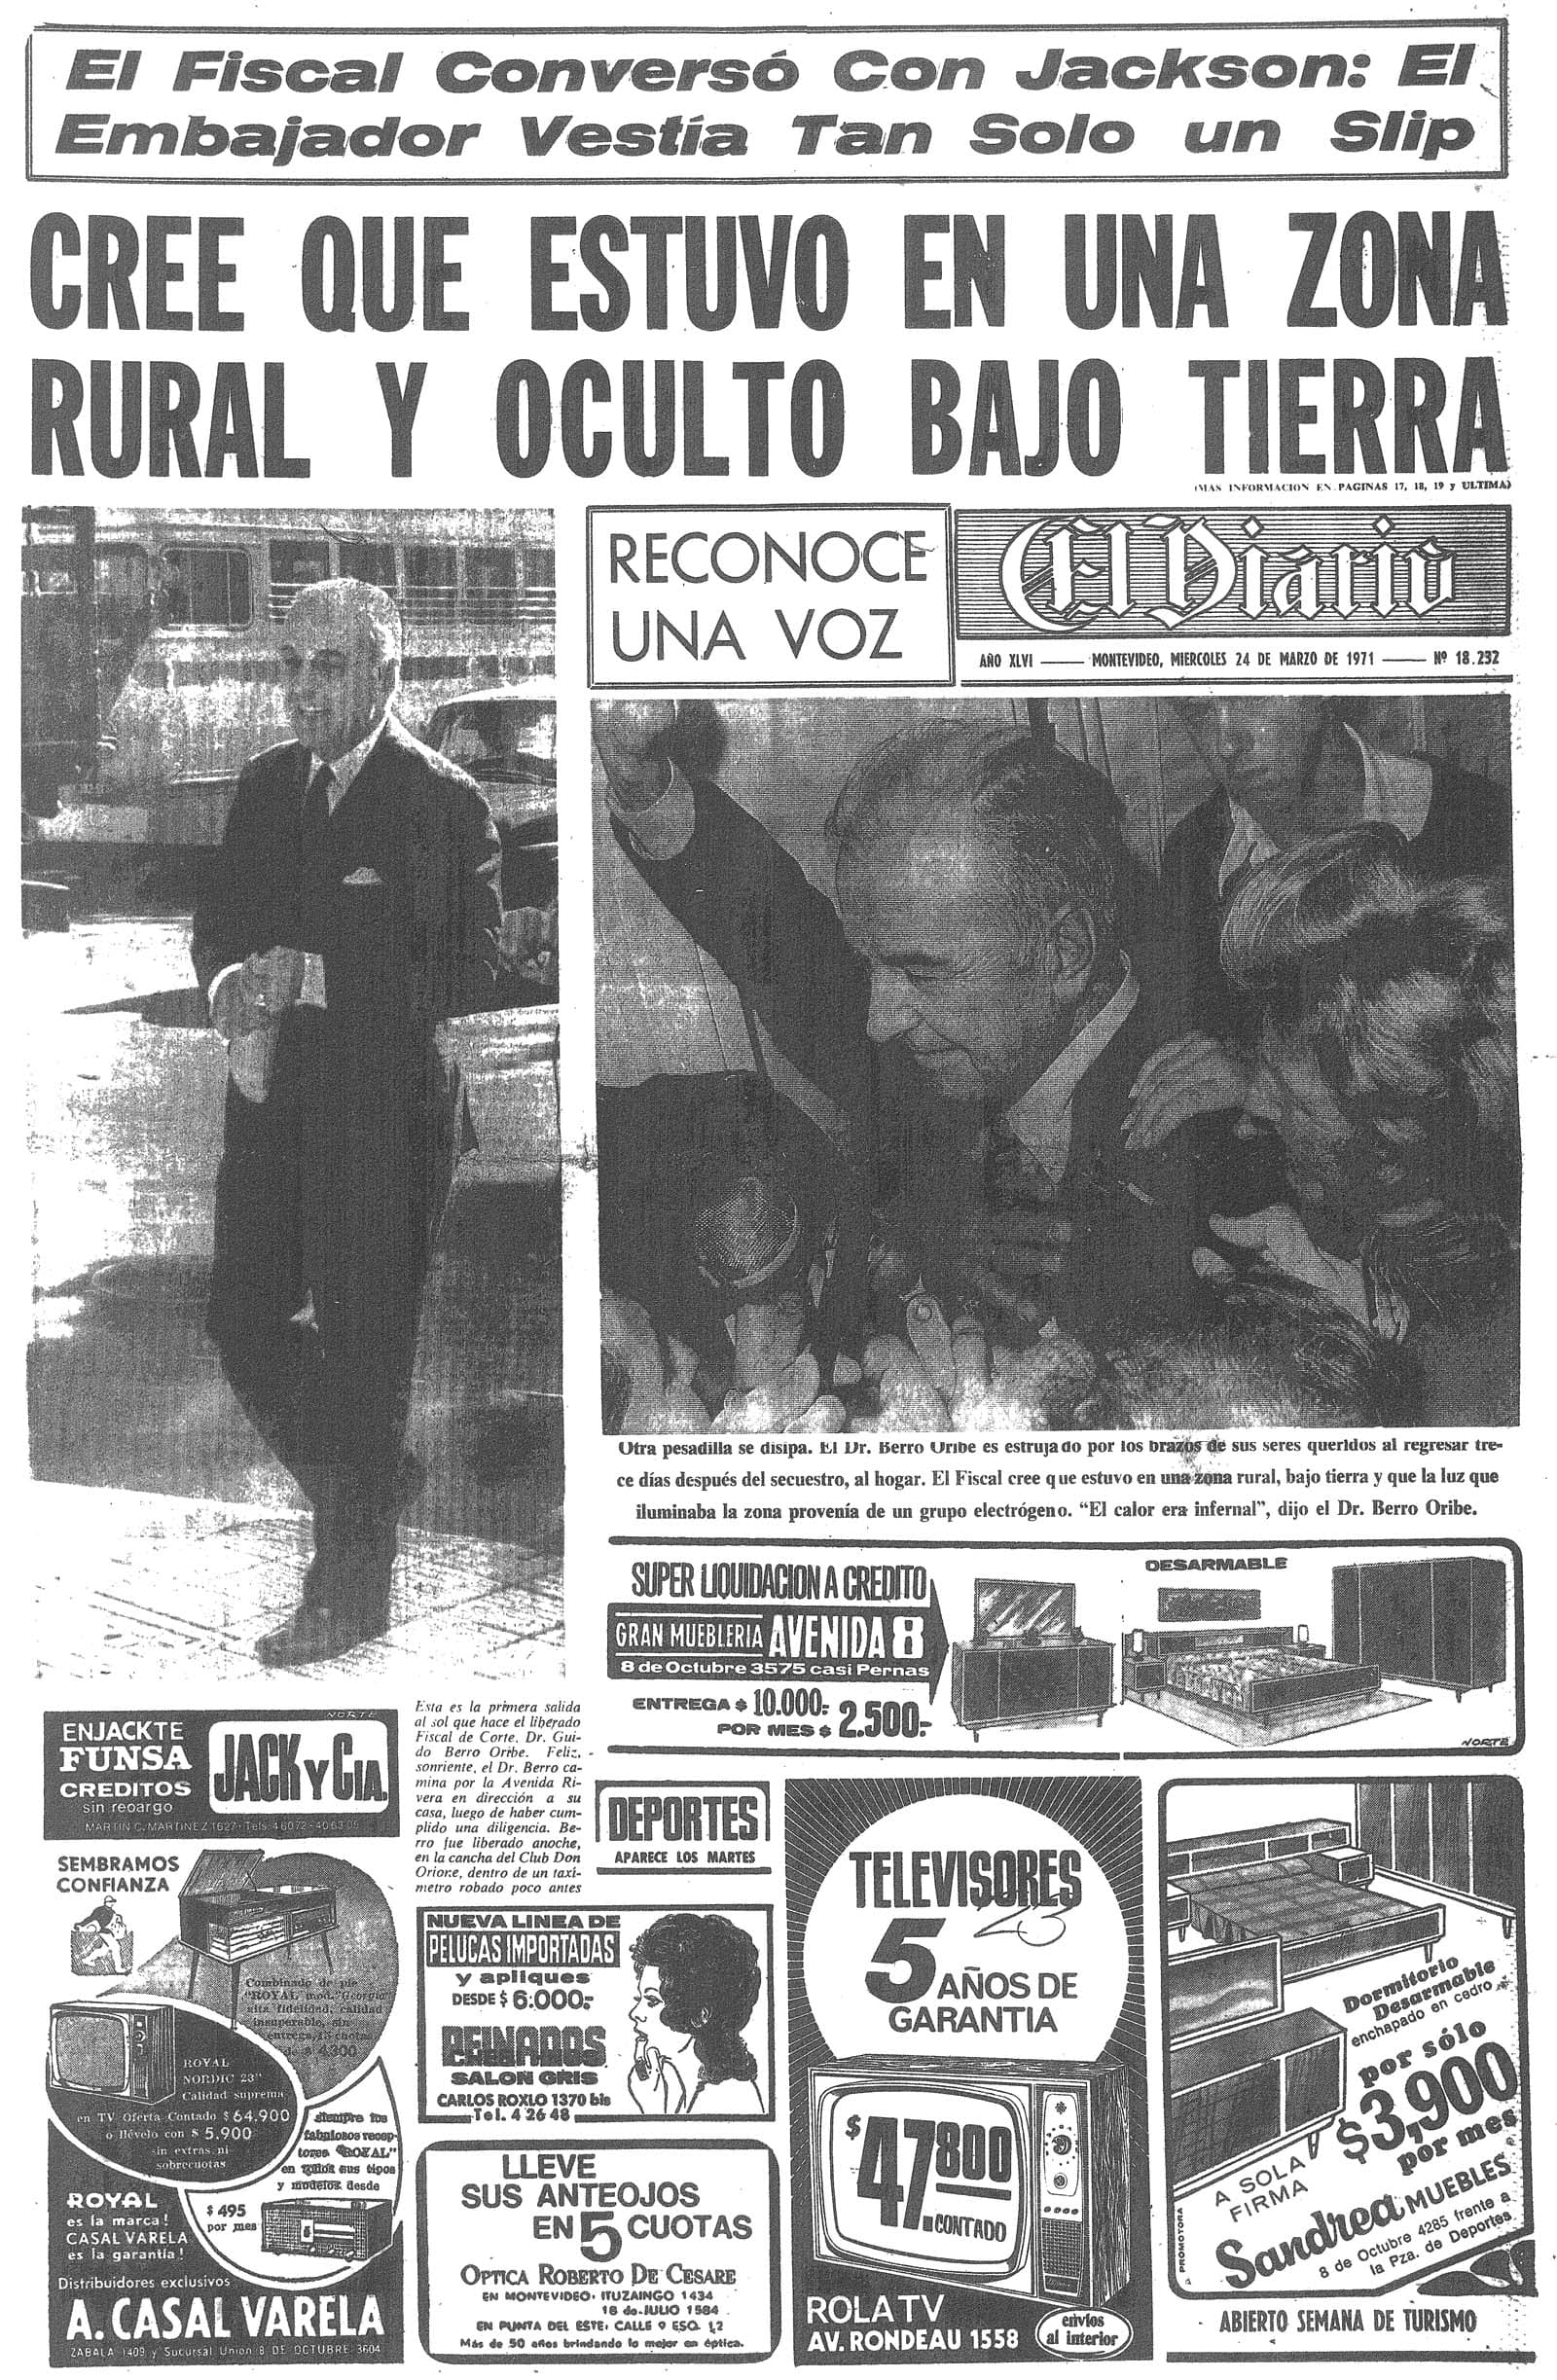 El Fiscal Conversó Con Jackson: El
Embajador Vestía Tan Solo un Slip
CREE QUE ESTUVO EN UNA ZONA
RURAL Y OCULTO BAJO TIERRA
(MAS INFORMACION EN PAGINAS 17, 18, 19 y ULTIMA)
RECONOCE
UNA VOZ
El Diario
AÑO XLVI — MONTEVIDEO, MIERCOLES 24 DE MARZO DE 1971 — Nº 18.232
Otra pesadilla se disipa. El Dr. Berro Oribe es estrujado por los brazos de sus seres queridos al regresar tre-
ce días después del secuestro, al hogar. El Fiscal cree que estuvo en una zona rural, bajo tierra y que la luz que
iluminaba la zona provenía de un grupo electrógeno. “El calor era infernal”, dijo el Dr. Berro Oribe.
SUPER LIQUIDACION A CREDITO
GRAN MUEBLERIA AVENIDA 8
8 de Octubre 3575 casi Pernas
ENTREGA $ 10.000:-
POR MES $ 2.500:-
DESARMABLE
NORTE
NORTE
ENJACKTE
FUNSA
CREDITOS
sin recargo
JACK Y CIA.
MARTIN C. MARTINEZ 1627 - Tels. 46072 - 406305
Esta es la primera salida
al sol que hace el liberado
Fiscal de Corte, Dr. Gui-
do Berro Oribe. Feliz,
sonriente, el Dr. Berro ca-
mina por la Avenida Ri-
vera en dirección a su
casa, luego de haber cum-
plido una diligencia. Be-
rro fue liberado anoche,
en la cancha del Club Don
Orione, dentro de un taxí-
metro robado poco antes
DEPORTES
APARECE LOS MARTES
SEMBRAMOS
CONFIANZA
Combinado de pie
"ROYAL mod." Georgia
alta fidelidad, calidad
insuperable, sin
entrega, 15 cuotas
de $ 4.300
ROYAL
NORDIC 23"
Calidad suprema
en TV Oferta Contado $ 64.900
o llévelo con $ 5.900
sin extras ni
sobrecuotas
siempre los
fabulosos recep-
tores "ROYAL"
en todos sus tipos
y modelos desde
$ 495
por mes
ROYAL
es la marca!
CASAL VARELA
es la garantía!
Distribuidores exclusivos
A. CASAL VARELA
ZABALA 1409 y Sucursal Union 8 DE OCTUBRE 3604
NUEVA LINEA DE
PELUCAS IMPORTADAS
y apliques
DESDE $ 6.000:-
PEINADOS
SALON GRIS
CARLOS ROXLO 1370 bis
Tel. 4 26 48
LLEVE
SUS ANTEOJOS
EN 5 CUOTAS
OPTICA ROBERTO DE CESARE
EN MONTEVIDEO: ITUZAINGO 1434
18 de JULIO 1584
EN PUNTA DEL ESTE: CALLE 9 ESQ. 12
Más de 50 años brindando lo mejor en óptica.
TELEVISORES
23
5 AÑOS DE
GARANTIA
$ 47.800
CONTADO
ROLA TV
AV. RONDEAU 1558
envíos
al interior
Dormitorio
Desarmable
enchapado en cedro
por sólo
$3,900
por mes
A SOLA
FIRMA
Sandrea MUEBLES
8 de Octubre 4285 frente a
la Pza. de Deportes
PROMOTORA
ABIERTO SEMANA DE TURISMO